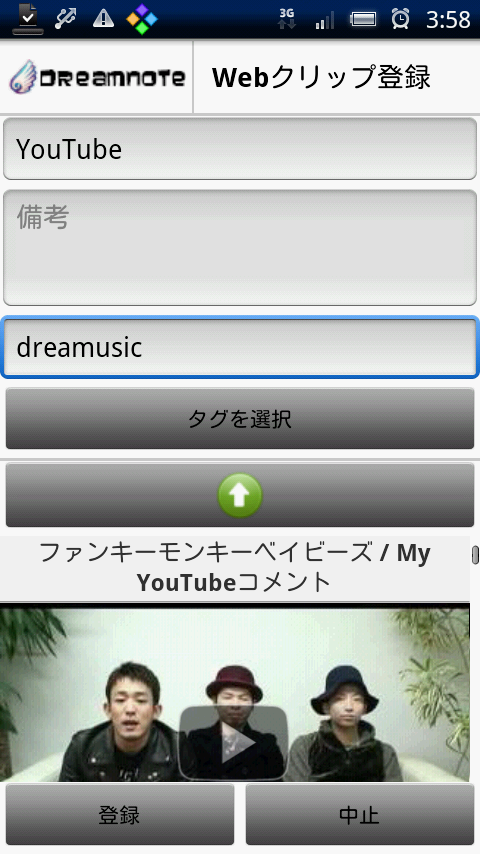 3G
3:58
DReamnote
Webクリップ登録
YouTube
備考
dreamusic
タグを選択
ファンキーモンキーベイビーズ / My
YouTubeコメント
登録
中止